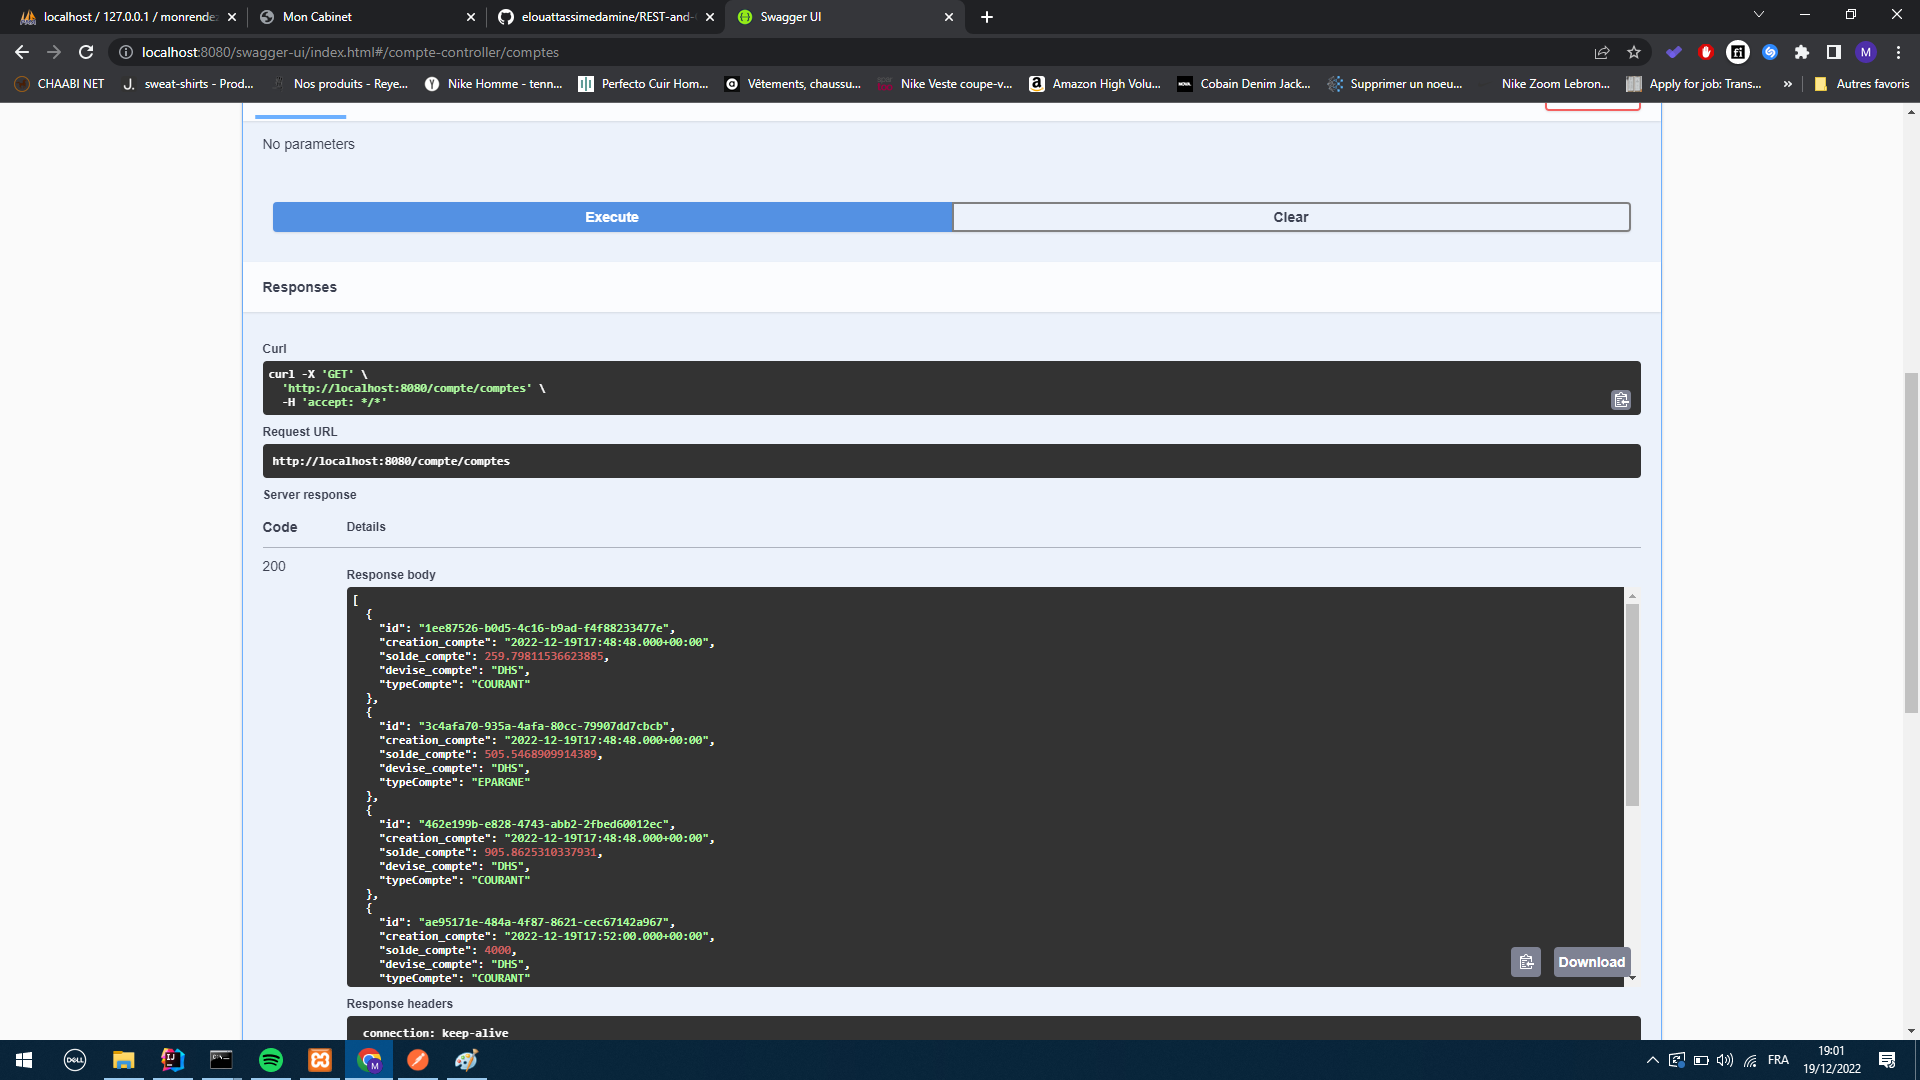 localhost / 127.0.0.1 / monrendez
Mon Cabinet
elouattassimedamine/REST-and-
Swagger UI
localhost:8080/swagger-ui/index.html#/compte-controller/comptes
M
CHAABI NET
sweat-shirts - Prod...
Nos produits - Reye...
Nike Homme - tenn...
Perfecto Cuir Hom...
Vêtements, chaussu...
Nike Veste coupe-v...
Amazon High Volu...
Cobain Denim Jack...
Supprimer un noeu...
Nike Zoom Lebron...
Apply for job: Trans...
»
Autres favoris
No parameters
Execute
Clear
Responses
Curl
curl -X 'GET' \
'http://localhost:8080/compte/comptes' \
-H 'accept: */*'
Request URL
http://localhost:8080/compte/comptes
Server response
Code
Details
200
Response body
[
{
"id": "1ee87526-b0d5-4c16-b9ad-f4f88233477e",
"creation_compte": "2022-12-19T17:48:48.000+00:00",
"solde_compte": 259.79811536623885,
"devise_compte": "DHS",
"typeCompte": "COURANT"
},
{
"id": "3c4afa70-935a-4afa-80cc-79907dd7cbcb",
"creation_compte": "2022-12-19T17:48:48.000+00:00",
"solde_compte": 505.5468909914389,
"devise_compte": "DHS",
"typeCompte": "EPARGNE"
},
{
"id": "462e199b-e828-4743-abb2-2fbed60012ec",
"creation_compte": "2022-12-19T17:48:48.000+00:00",
"solde_compte": 905.8625310337931,
"devise_compte": "DHS",
"typeCompte": "COURANT"
},
{
"id": "ae95171e-484a-4f87-8621-cec67142a967",
"creation_compte": "2022-12-19T17:52:00.000+00:00",
"solde_compte": 4000,
"devise_compte": "DHS",
"typeCompte": "COURANT"
Download
Response headers
connection: keep-alive
DELL
FRA
19:01
19/12/2022